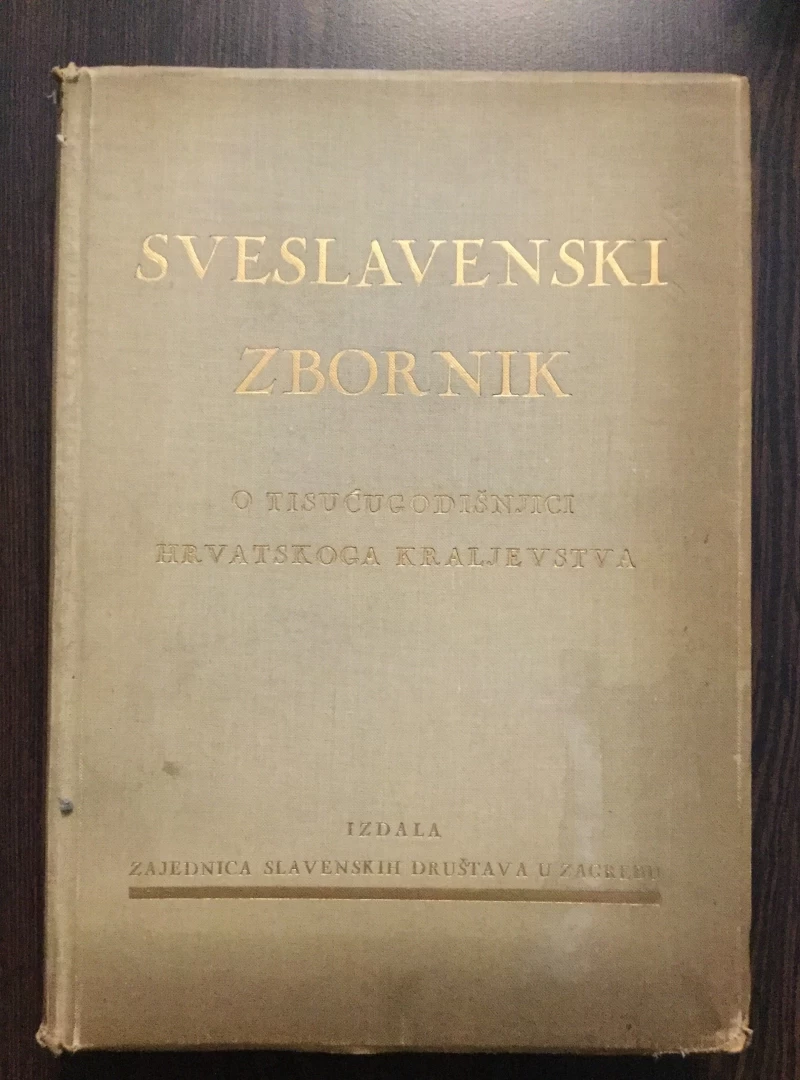 SVESLAVENSKI
ZBORNIK
O TISUĆUGODIŠNJICI
HRVATSKOGA KRALJEVSTVA
IZDALA
ZAJEDNICA SLAVENSKIH DRUŠTAVA U ZAGREBU